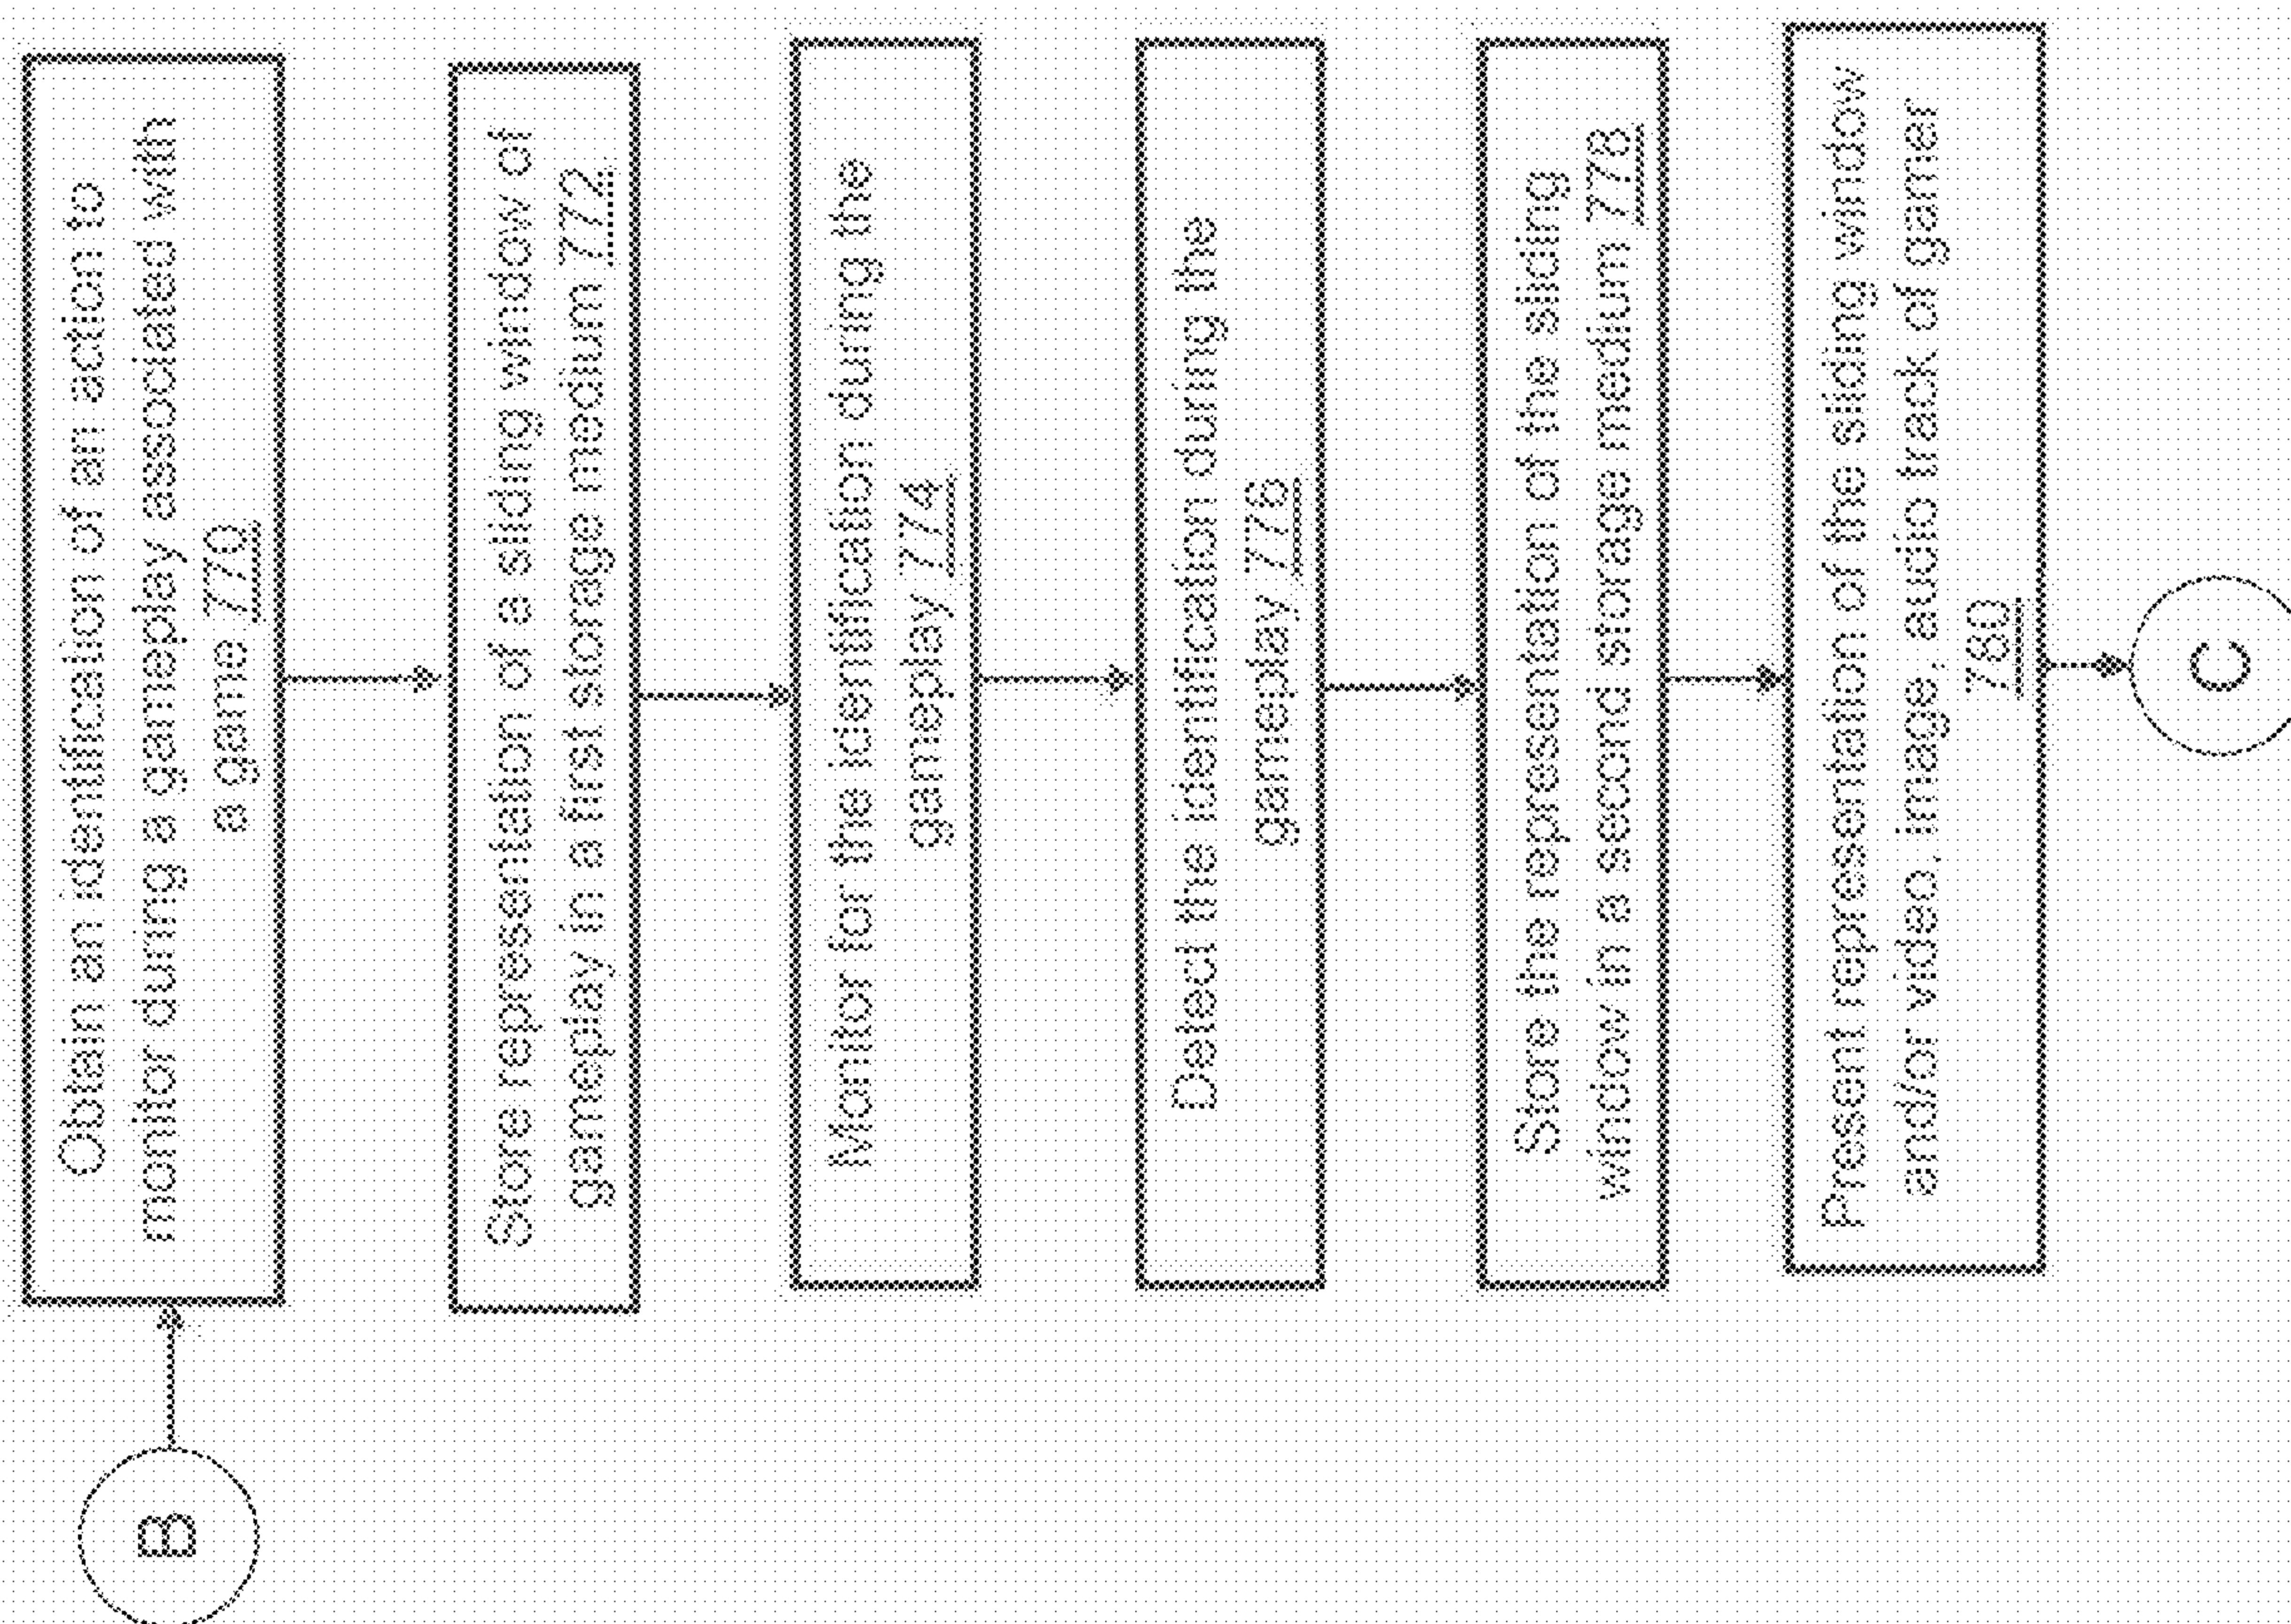 B
Obtain an identification of an action to
monitor during a gameplay associated with
a game 770
Store representation of a sliding window of
gameplay in a first storage medium 772
Monitor for the identification during the
gameplay 774
Detect the identification during the
gameplay 776
Store the representation of the sliding
window in a second storage medium 778
Present representation of the sliding window
and/or video, image, audio track of gamer
780
C